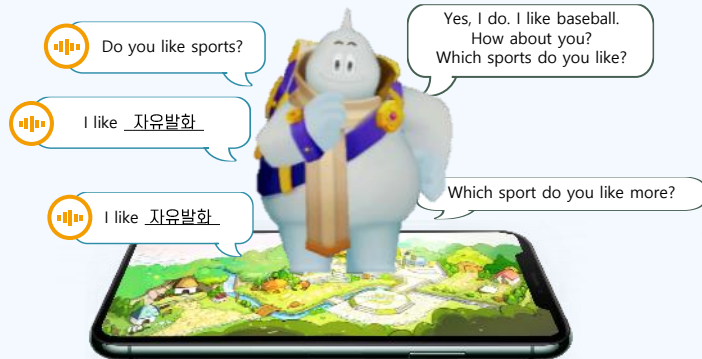 Do you like sports?
Yes, I do. I like baseball.
How about you?
Which sports do you like?
I like 자유발화
Which sport do you like more?
I like 자유발화